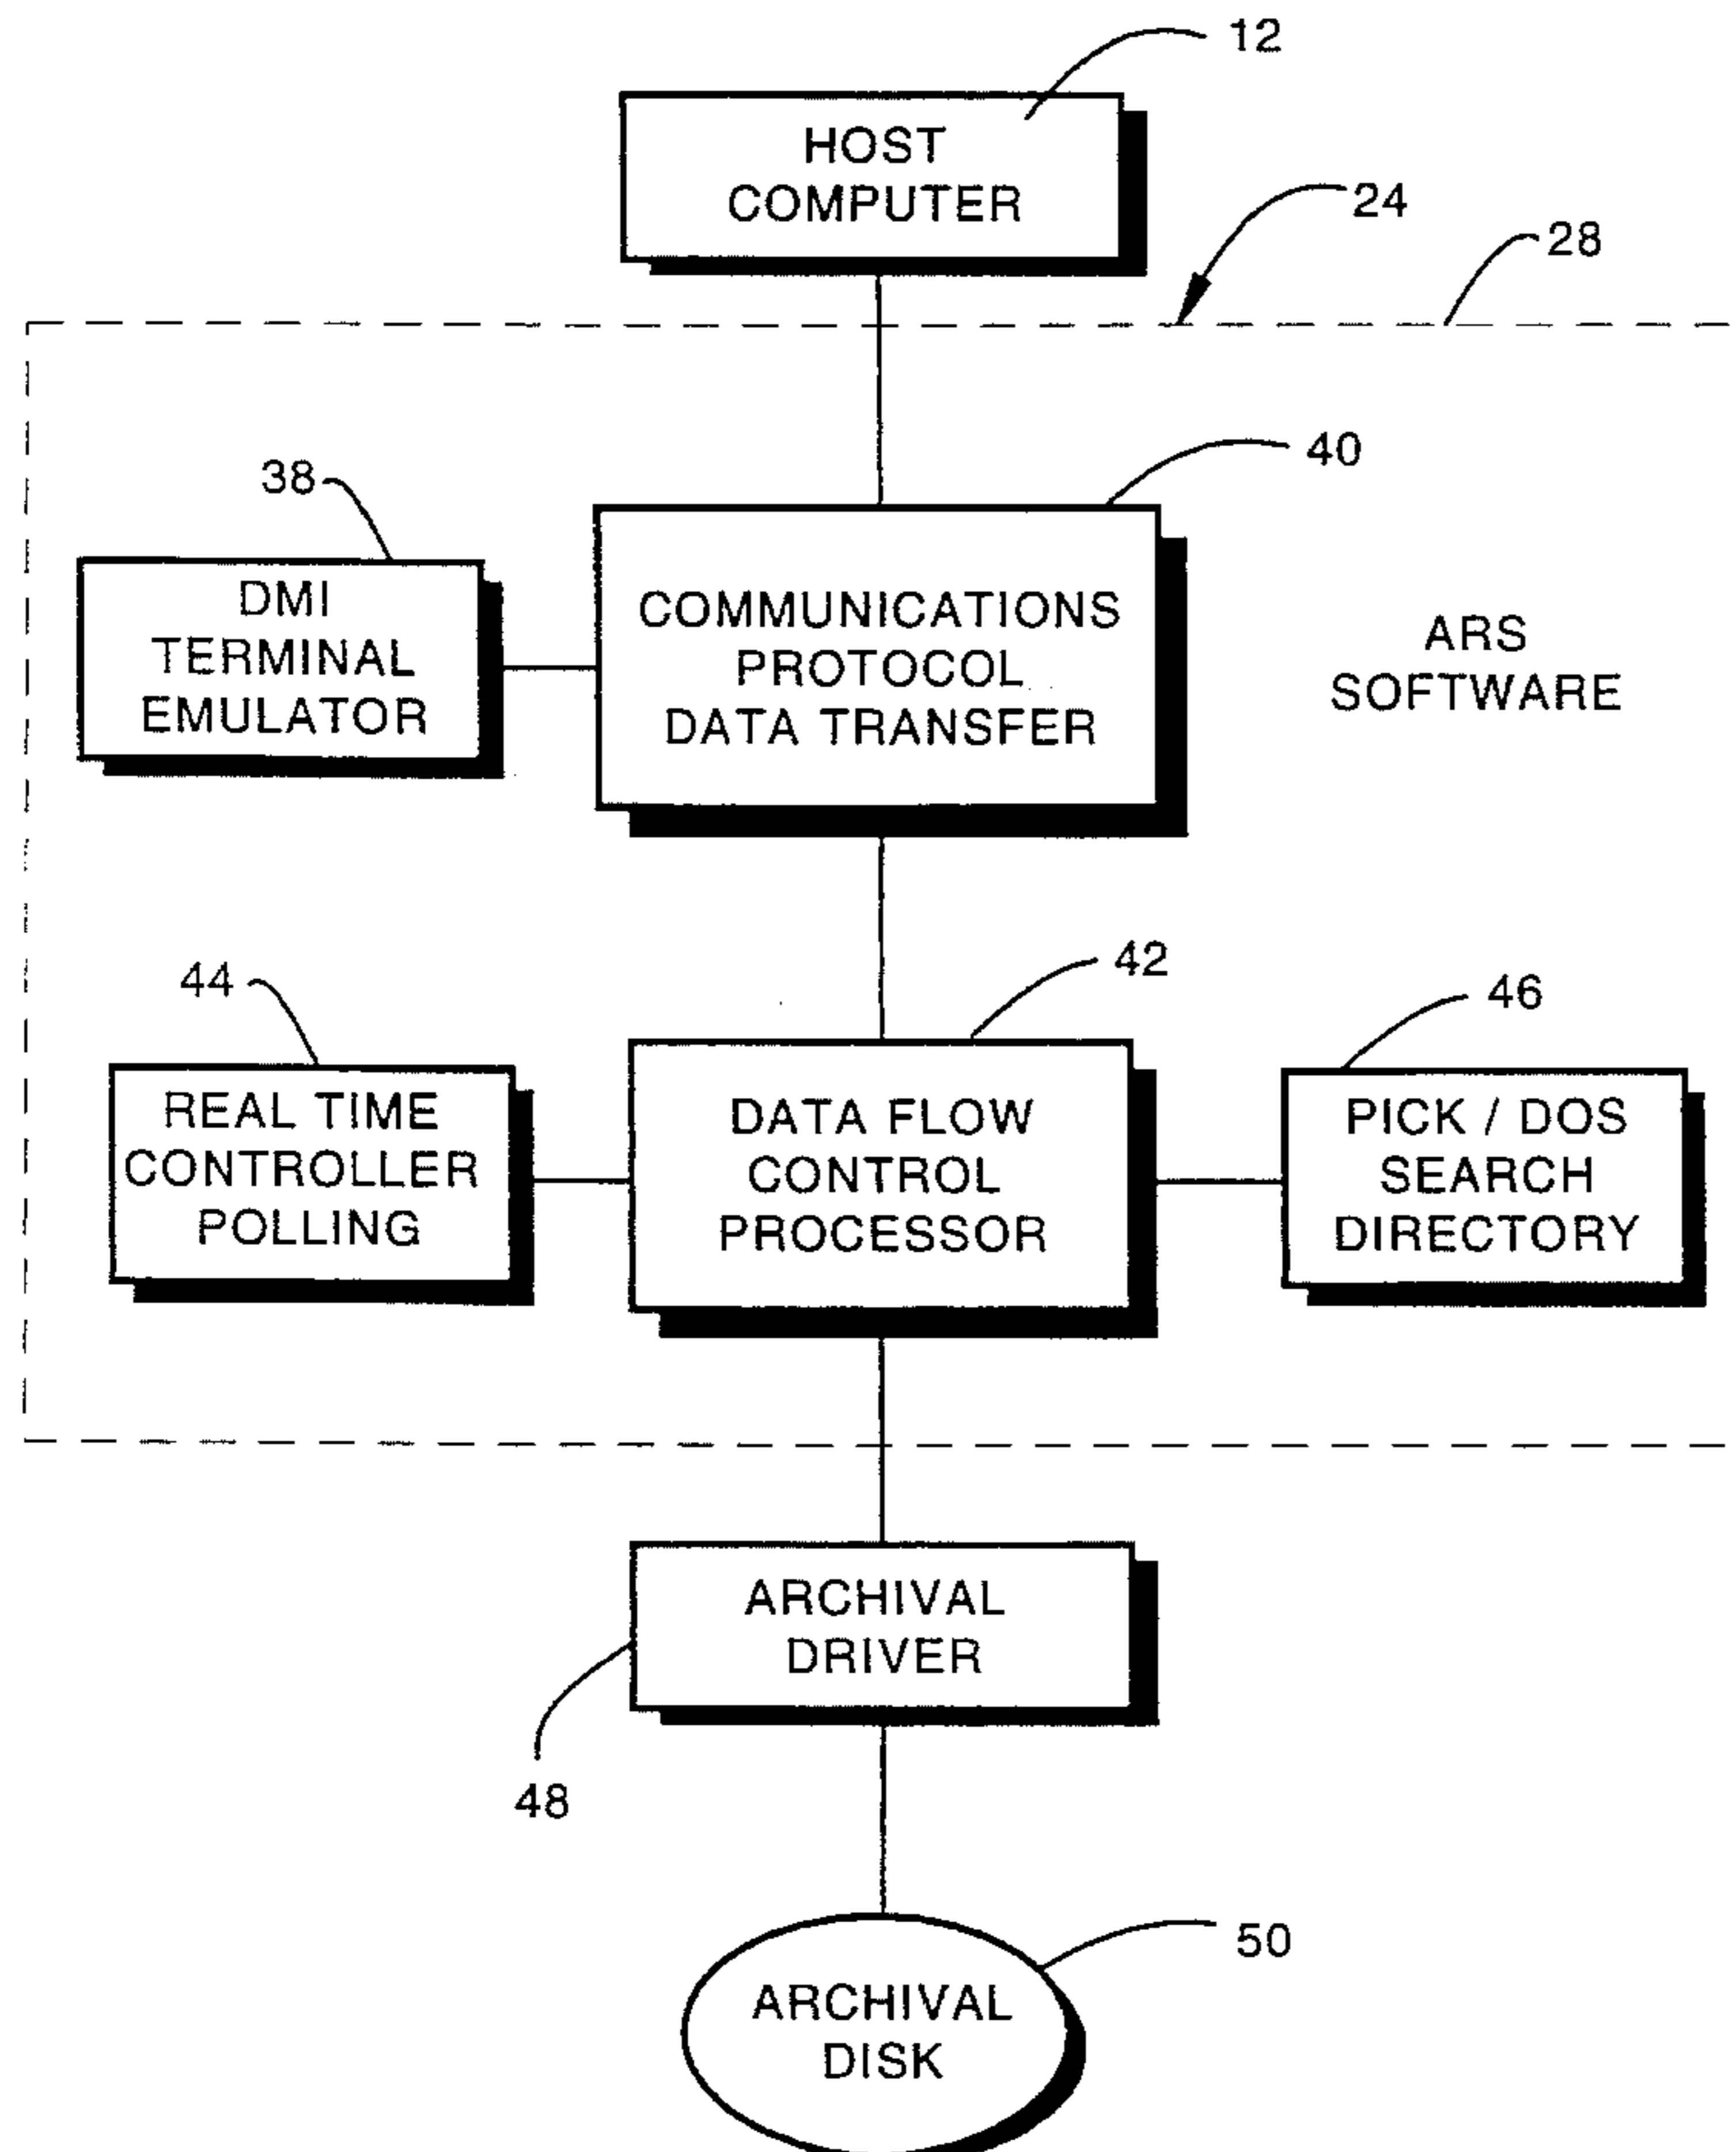 12
HOST
COMPUTER
24
28
40
38
DMI
TERMINAL
EMULATOR
COMMUNICATIONS
PROTOCOL
DATA TRANSFER
ARS
SOFTWARE
42
44
46
REAL TIME
CONTROLLER
POLLING
DATA FLOW
CONTROL
PROCESSOR
PICK / DOS
SEARCH
DIRECTORY
ARCHIVAL
DRIVER
48
50
ARCHIVAL
DISK